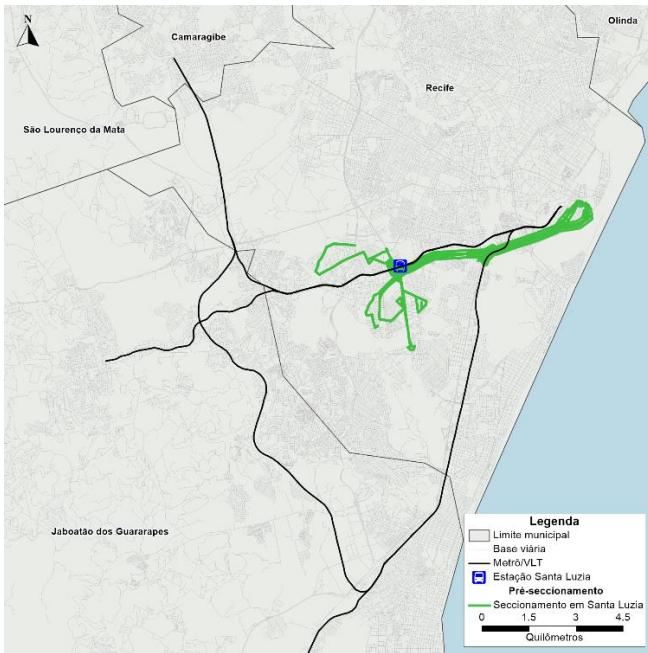 N
Olinda
Camaragibe
Recife
São Lourenço da Mata
Jaboatão dos Guararapes
Legenda
Limite municipal
Base viária
Metrô/VLT
Estação Santa Luzia
Pré-seccionamento
Seccionamento em Santa Luzia
0 1.5 3 4.5
Quilômetros